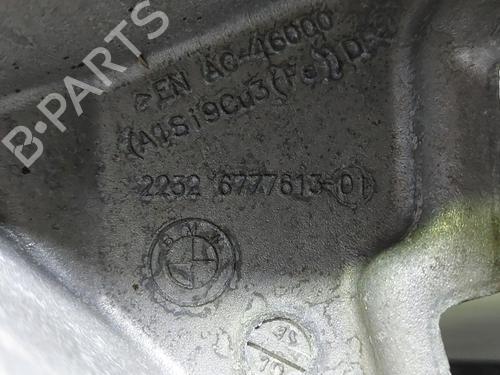 B-PARTS
>EN AC-46000
(AlSi9Cu3(Fe))D
2232 6777613-01
BMW